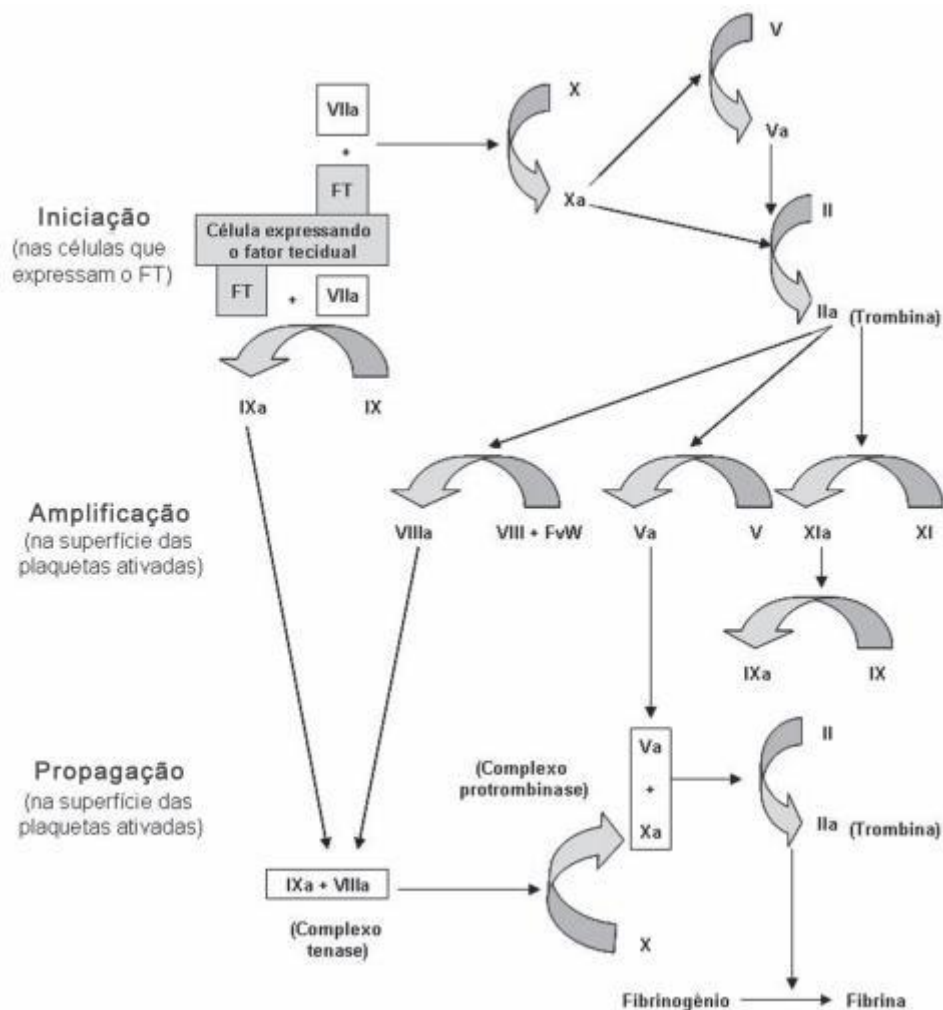 V
VIIa
X
+
Va
FT
Xa
II
Iniciação
(nas células que
expressam o FT)
Célula expressando
o fator tecidual
FT
+
VIIa
IIa (Trombina)
IXa
IX
Amplificação
(na superfície das
plaquetas ativadas)
VIIIa
VIII + FvW
Va
V
XIa
XI
IXa
IX
Propagação
(na superfície das
plaquetas ativadas)
(Complexo
protrombinase)
Va
+
Xa
II
IIa (Trombina)
IXa + VIIIa
(Complexo
tenase)
X
Fibrinogênio
Fibrina